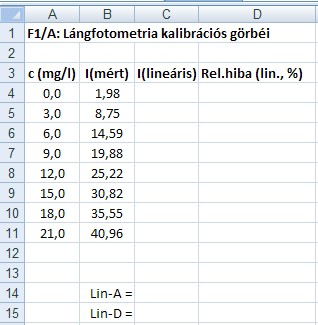 A B C D
1 F1/A: Lángfotometria kalibrációs görbéi
2
3 c (mg/l) I(mért) I(lineáris) Rel.hiba (lin., %)
4 0,0 1,98
5 3,0 8,75
6 6,0 14,59
7 9,0 19,88
8 12,0 25,22
9 15,0 30,82
10 18,0 35,55
11 21,0 40,96
12
13
14 Lin-A =
15 Lin-D =